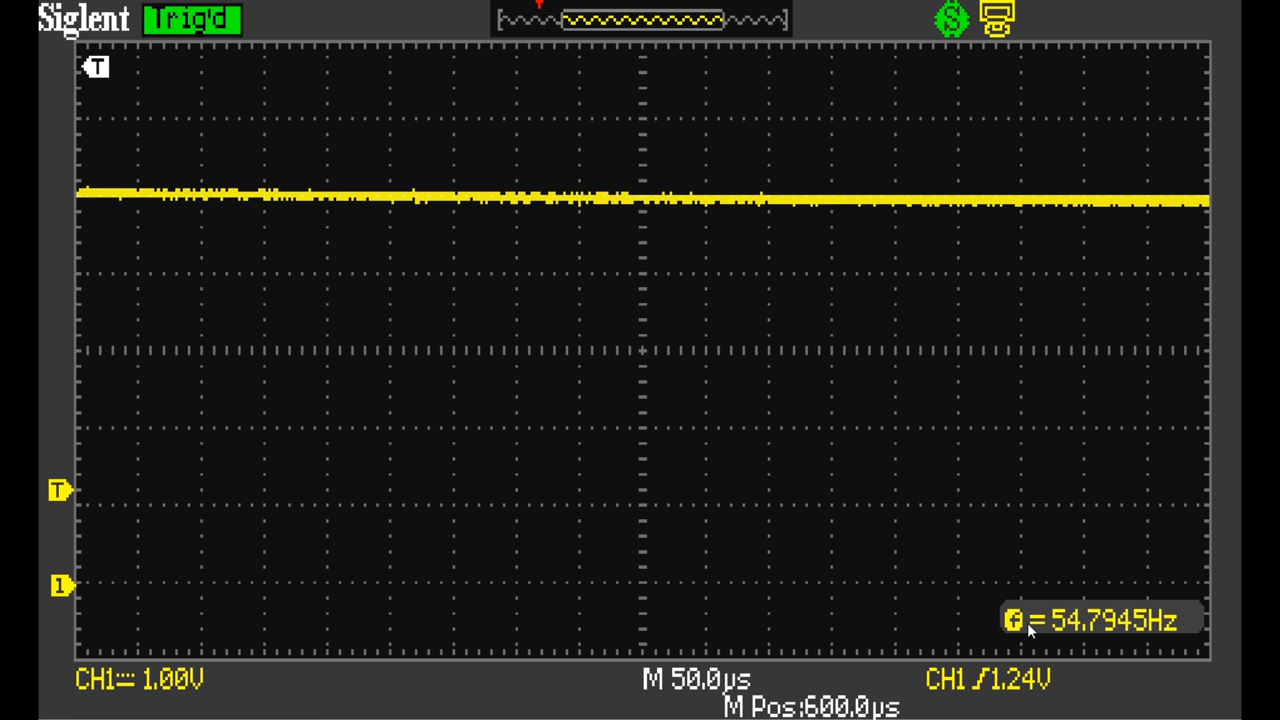 Siglent Trig'd S
T
T
1
f = 54.7945Hz
CH1 1.00V M 50.0µs CH1 1.24V
M Pos:600.0µs